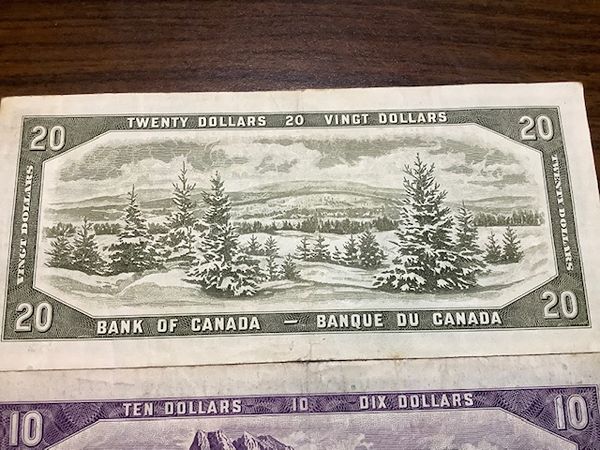 TWENTY DOLLARS 20 VINGT DOLLARS
20
20
VINGT DOLLARS
TWENTY DOLLARS
20
20
BANK OF CANADA — BANQUE DU CANADA
TEN DOLLARS 10 DIX DOLLARS
10
10